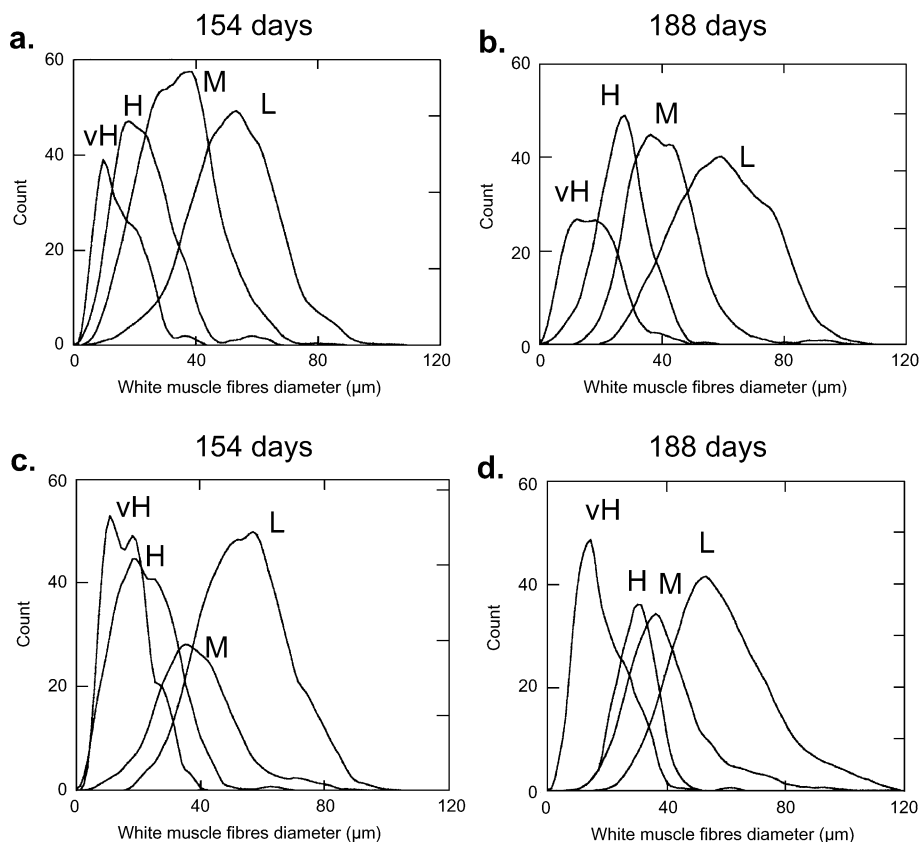 a.
154 days
60
40
20
0
Count
vH
H
M
L
0
40
80
120
White muscle fibres diameter (µm)
b.
188 days
60
40
20
0
Count
vH
H
M
L
0
40
80
120
White muscle fibres diameter (µm)
c.
154 days
60
40
20
0
Count
vH
H
M
L
0
40
80
120
White muscle fibres diameter (µm)
d.
188 days
60
40
20
0
Count
vH
H
M
L
0
40
80
120
White muscle fibres diameter (µm)